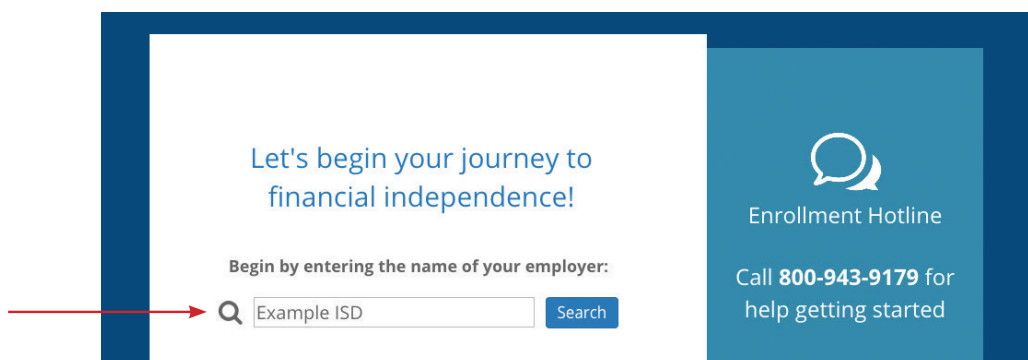 Let's begin your journey to
financial independence!
Begin by entering the name of your employer:
Example ISD
Search
Enrollment Hotline
Call 800-943-9179 for
help getting started